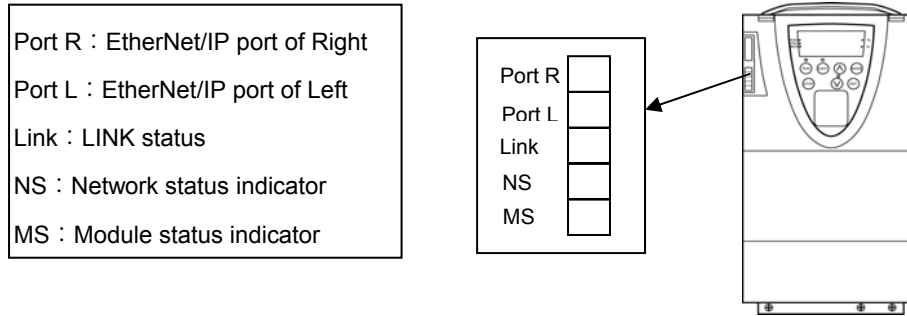 Port R：EtherNet/IP port of Right
Port L：EtherNet/IP port of Left
Link：LINK status
NS：Network status indicator
MS：Module status indicator
Port R
Port L
Link
NS
MS